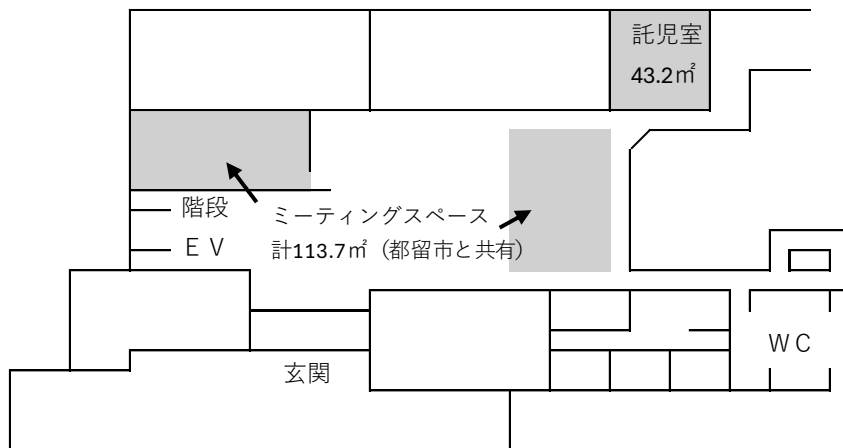 託児室
43.2㎡
階段
ミーティングスペース
ＥＶ
計113.7㎡（都留市と共有）
ＷＣ
玄関